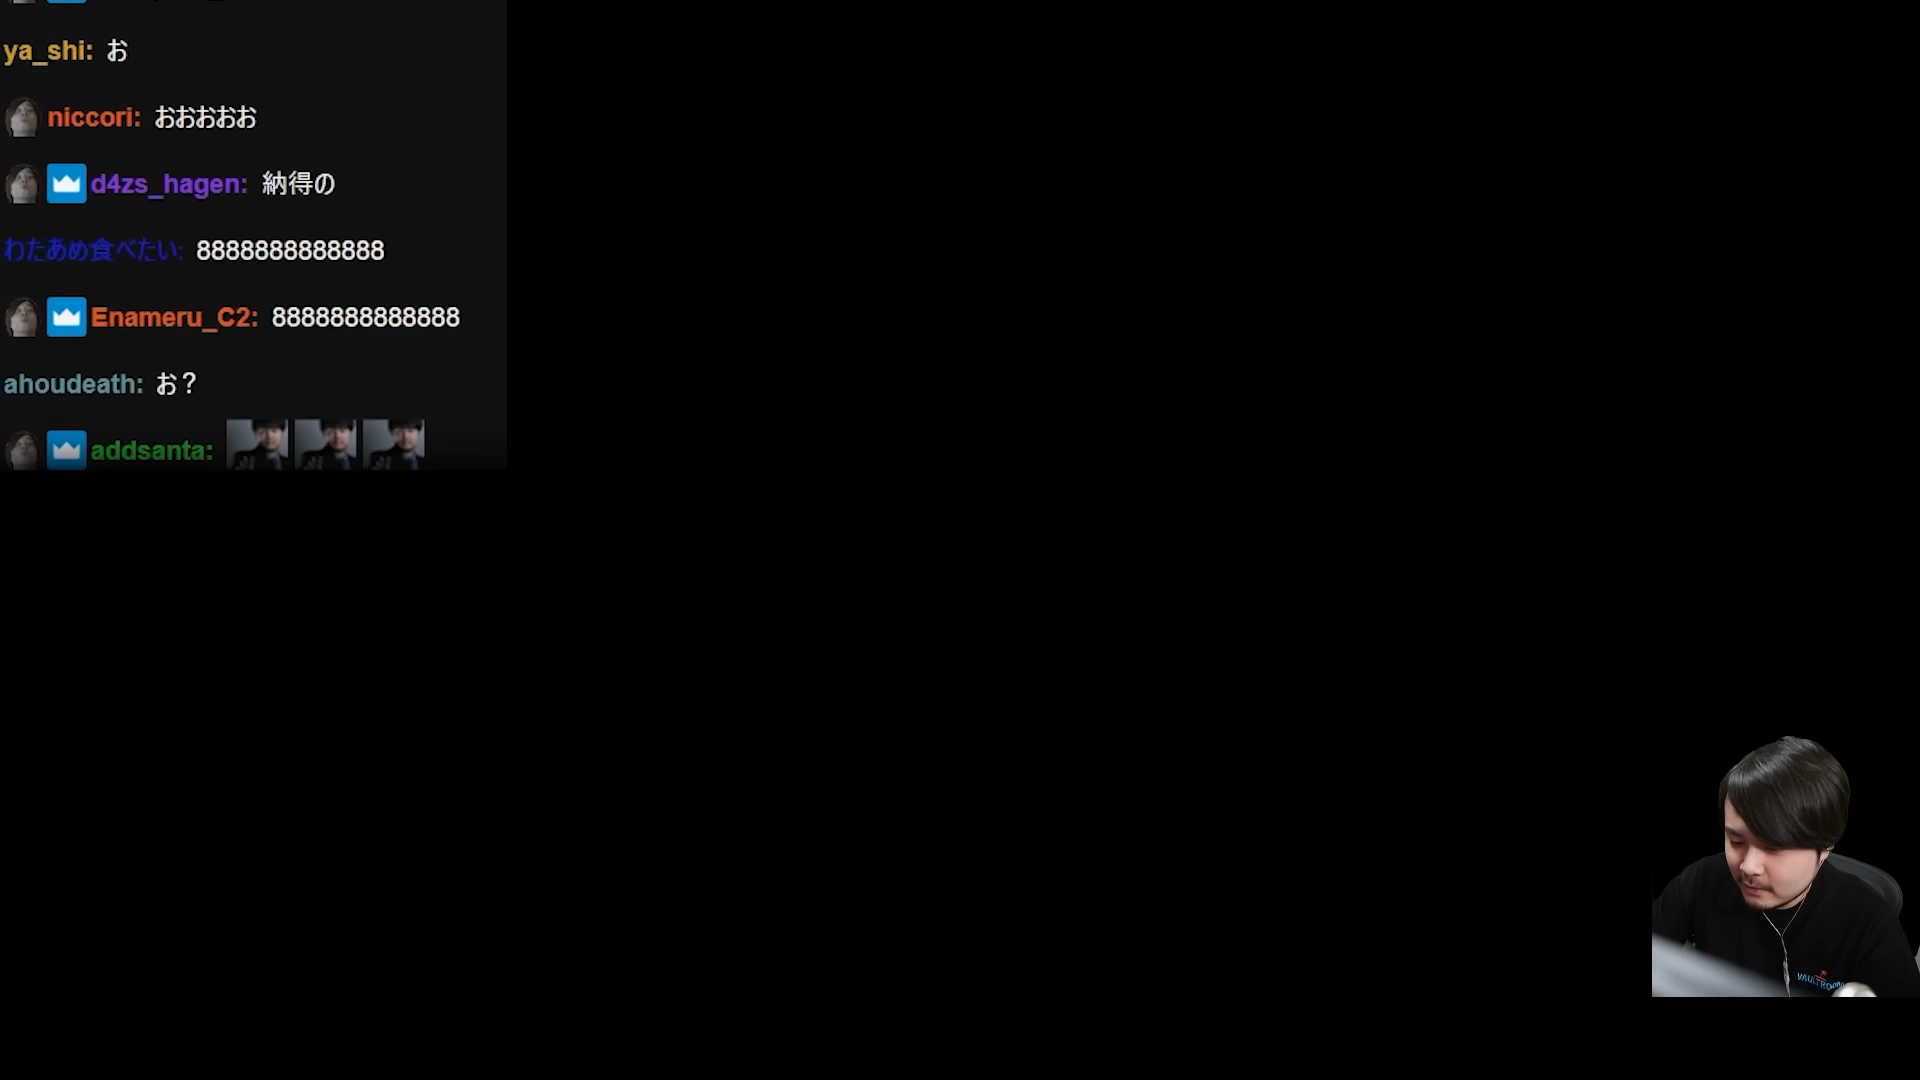 ya_shi: お
niccori: おおおおお
d4zs_hagen: 納得の
わたあめ食べたい: 8888888888888
Enameru_C2: 8888888888888
ahoudeath: お？
addsanta: